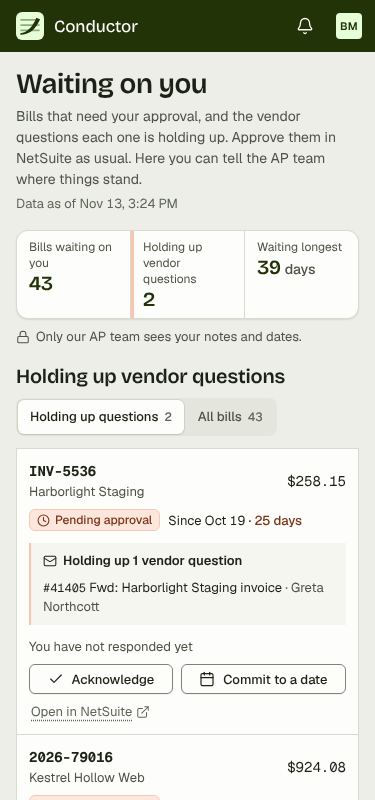 Conductor
BM
Waiting on you
Bills that need your approval, and the vendor
questions each one is holding up. Approve them in
NetSuite as usual. Here you can tell the AP team
where things stand.
Data as of Nov 13, 3:24 PM
Bills waiting on
you
43
Holding up
vendor
questions
2
Waiting longest
39 days
Only our AP team sees your notes and dates.
Holding up vendor questions
Holding up questions 2
All bills 43
INV-5536
Harborlight Staging
$258.15
Pending approval
Since Oct 19 · 25 days
Holding up 1 vendor question
#41405 Fwd: Harborlight Staging invoice · Greta
Northcott
You have not responded yet
Acknowledge
Commit to a date
Open in NetSuite
2026-79016
Kestrel Hollow Web
$924.08